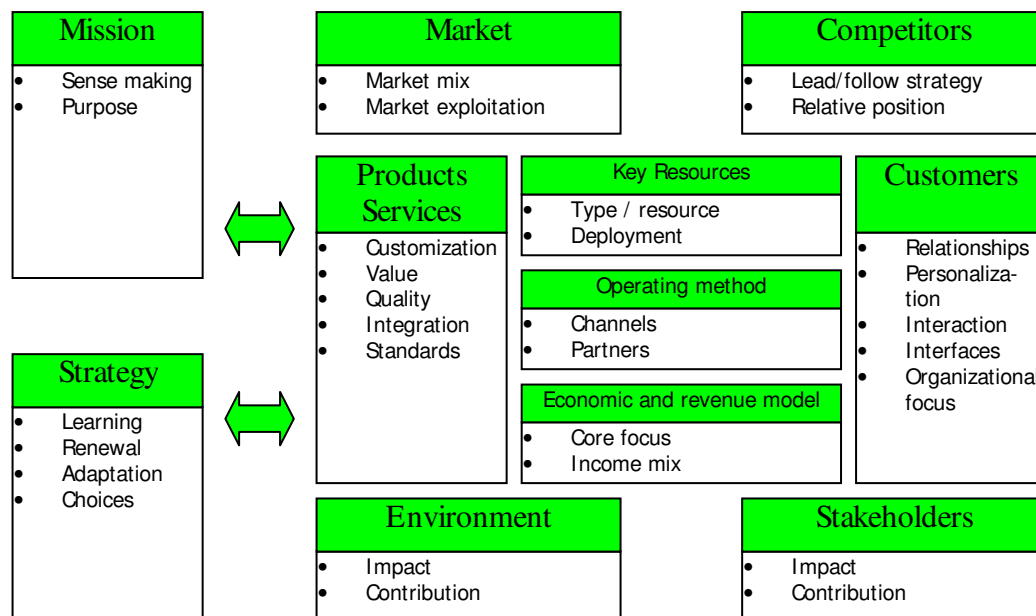 Mission
• Sense making
• Purpose
Market
• Market mix
• Market exploitation
Competitors
• Lead/follow strategy
• Relative position
Products
Services
• Customization
• Value
• Quality
• Integration
• Standards
Key Resources
• Type / resource
• Deployment
Operating method
• Channels
• Partners
Economic and revenue model
• Core focus
• Income mix
Customers
• Relationships
• Personaliza-
tion
• Interaction
• Interfaces
• Organizational
focus
Strategy
• Learning
• Renewal
• Adaptation
• Choices
Environment
• Impact
• Contribution
Stakeholders
• Impact
• Contribution